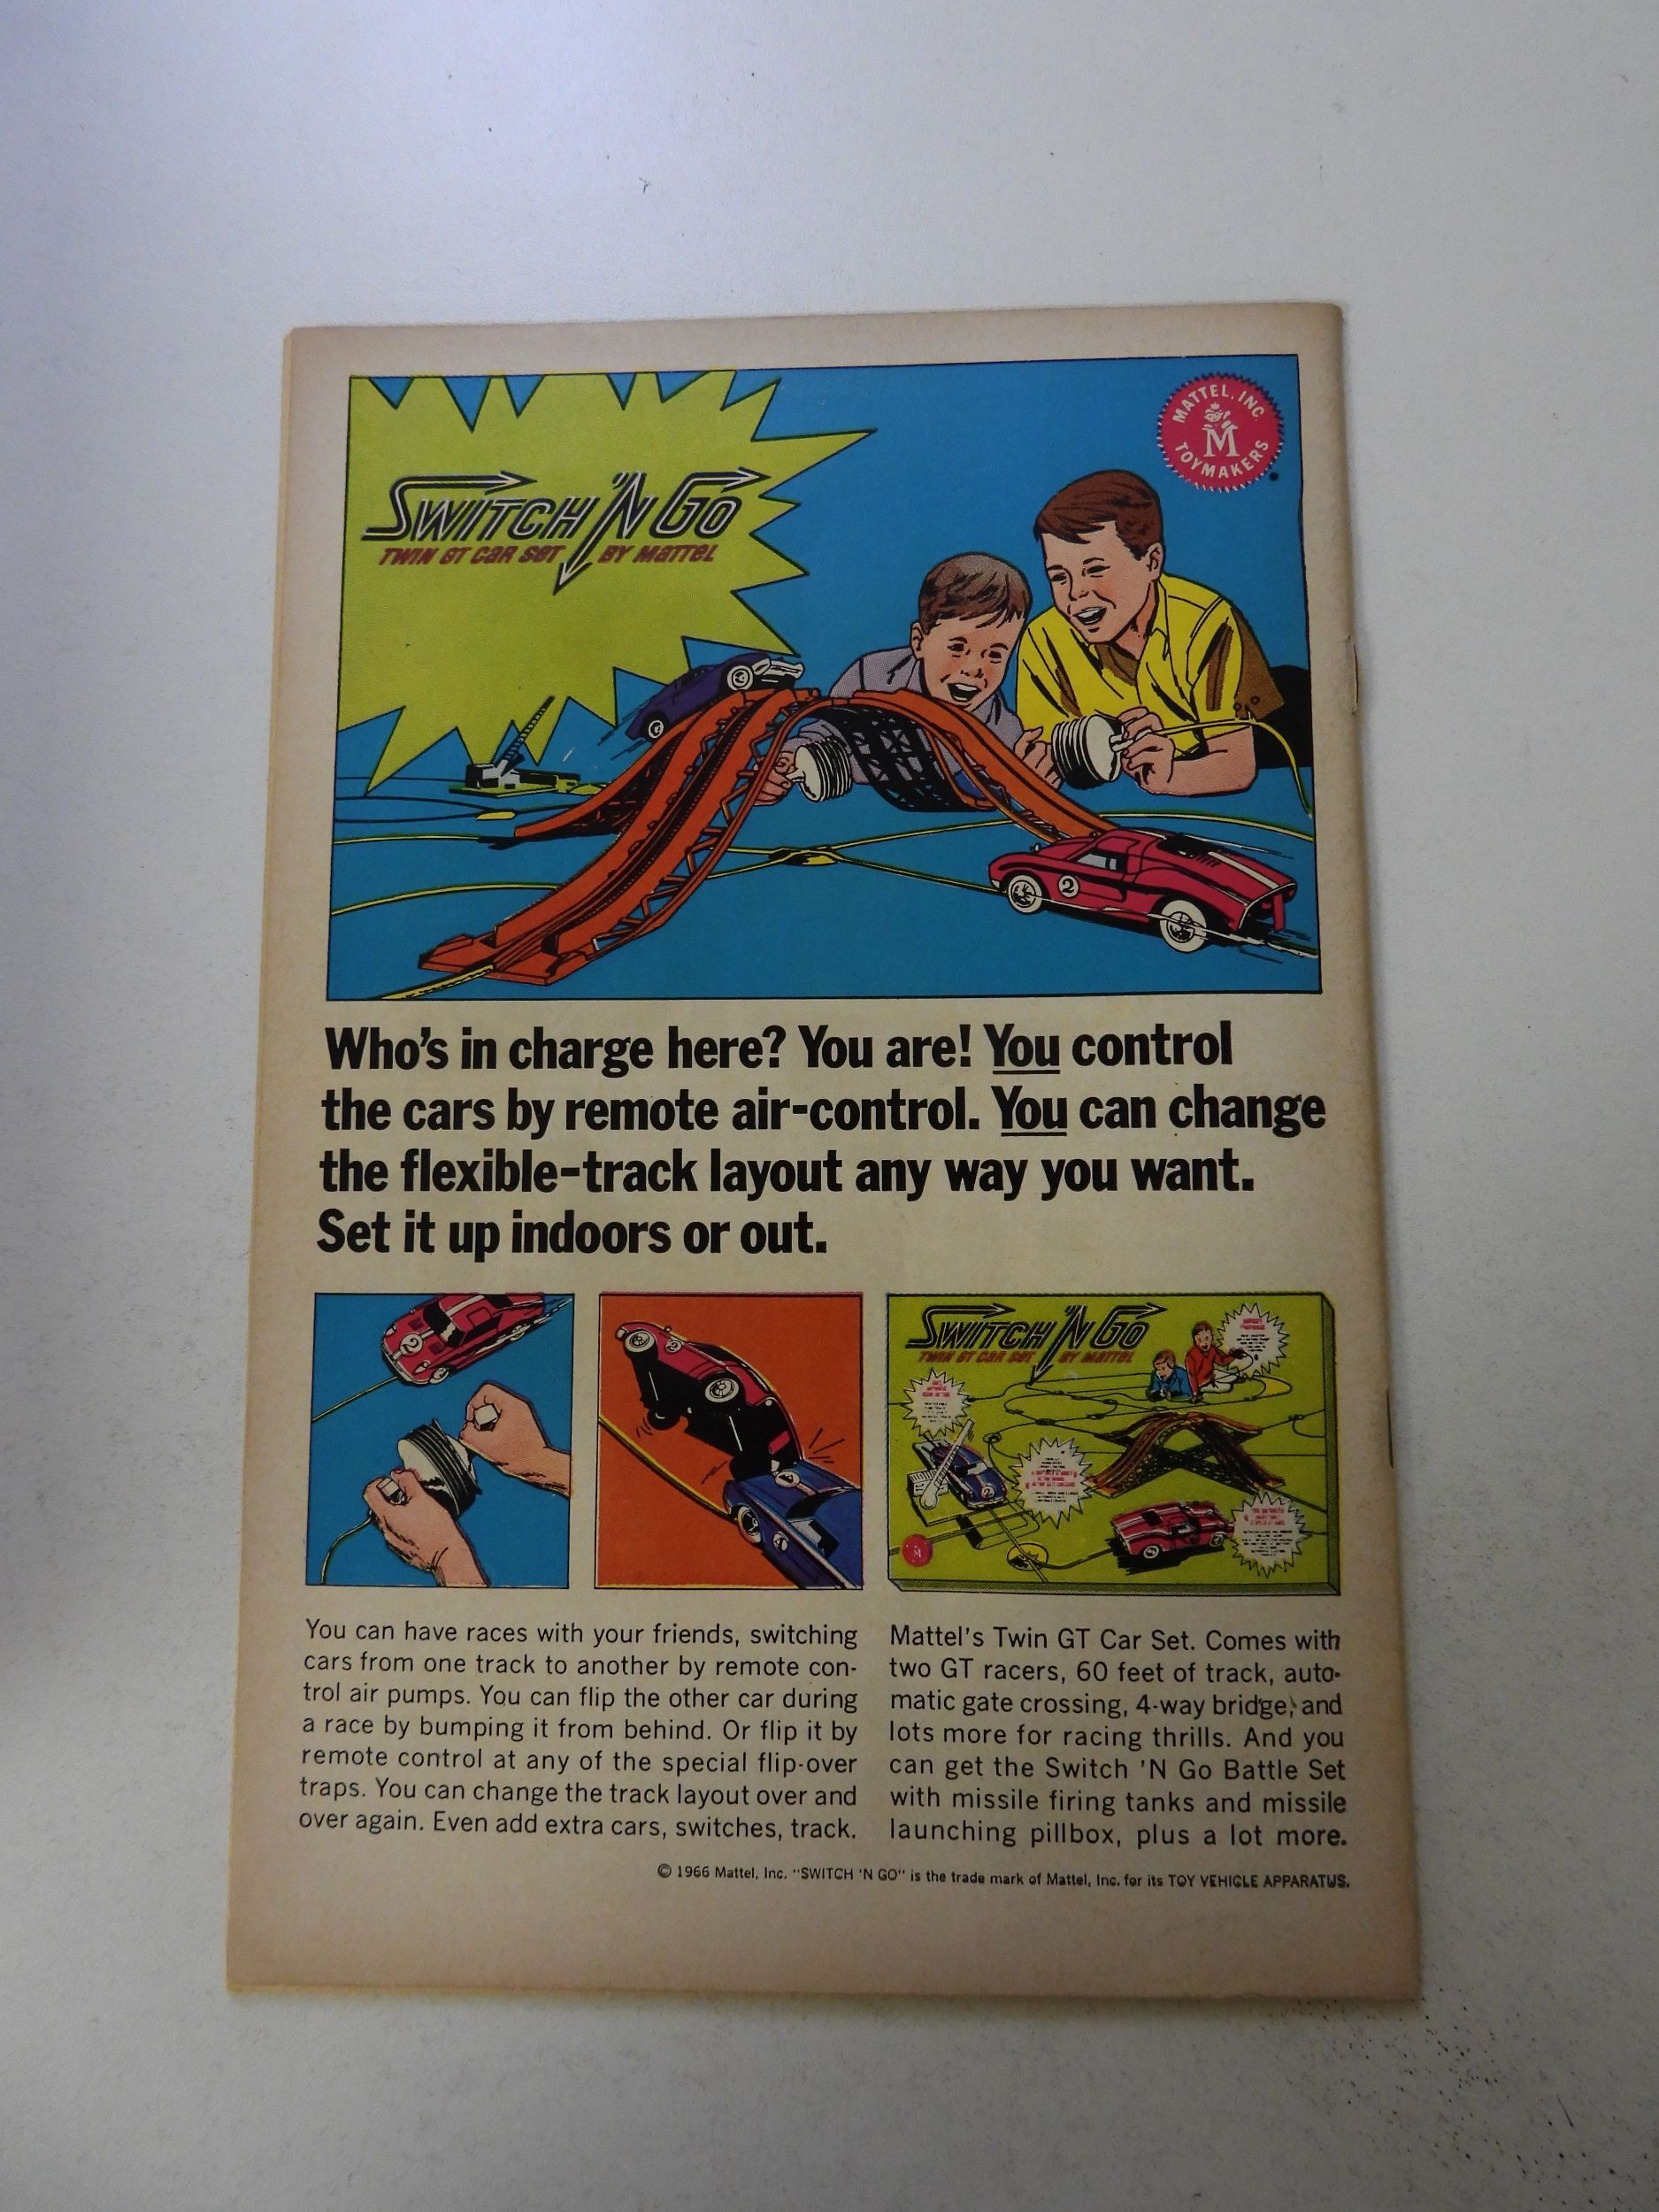 MATTEL, INC
M
TOYMAKERS
SWITCH 'N GO
TWIN GT CAR SET BY MATTEL
2
Who's in charge here? You are! You control
the cars by remote air-control. You can change
the flexible-track layout any way you want.
Set it up indoors or out.
2
2
SWITCH 'N GO
TWIN GT CAR SET BY MATTEL
2
M
You can have races with your friends, switching
cars from one track to another by remote con-
trol air pumps. You can flip the other car during
a race by bumping it from behind. Or flip it by
remote control at any of the special flip-over
traps. You can change the track layout over and
over again. Even add extra cars, switches, track.
Mattel's Twin GT Car Set. Comes with
two GT racers, 60 feet of track, auto-
matic gate crossing, 4-way bridge, and
lots more for racing thrills. And you
can get the Switch 'N Go Battle Set
with missile firing tanks and missile
launching pillbox, plus a lot more.
© 1966 Mattel, Inc. "SWITCH 'N GO" is the trade mark of Mattel, Inc. for its TOY VEHICLE APPARATUS.